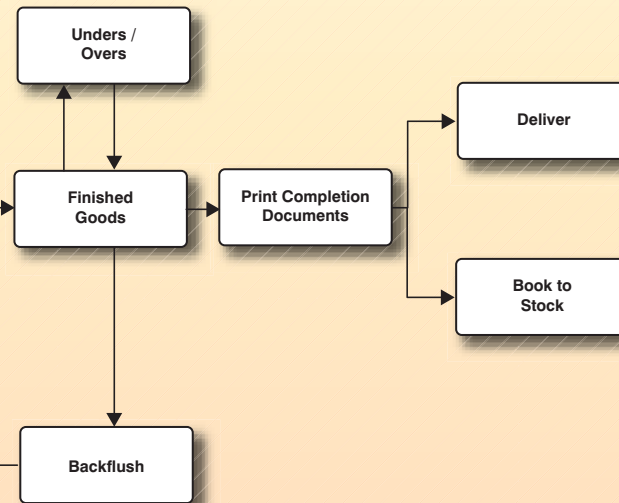 Unders /
Overs
Deliver
Finished
Goods
Print Completion
Documents
Book to
Stock
Backflush